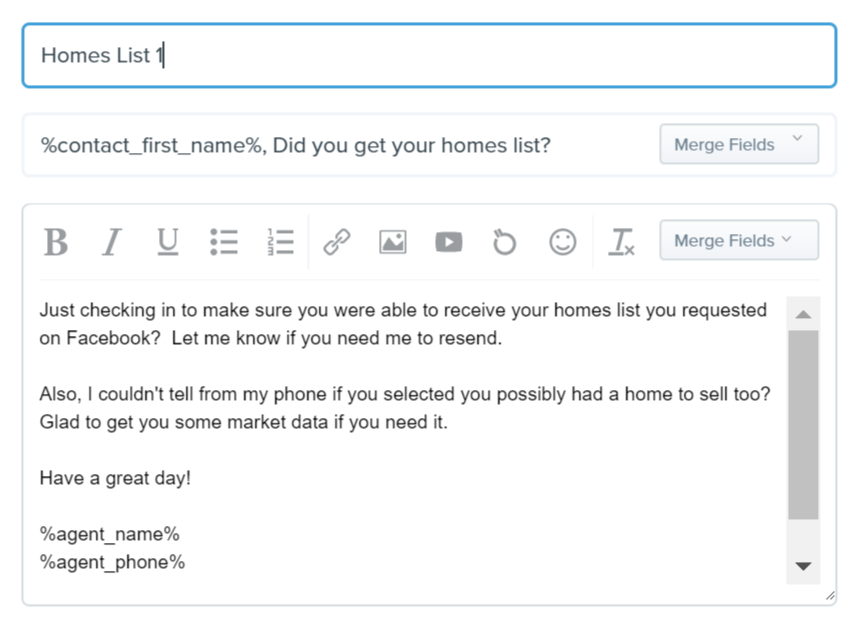 Homes List 1
%contact_first_name%, Did you get your homes list?
Merge Fields
B I U
Merge Fields
Just checking in to make sure you were able to receive your homes list you requested
on Facebook?  Let me know if you need me to resend.
Also, I couldn't tell from my phone if you selected you possibly had a home to sell too?
Glad to get you some market data if you need it.
Have a great day!
%agent_name%
%agent_phone%